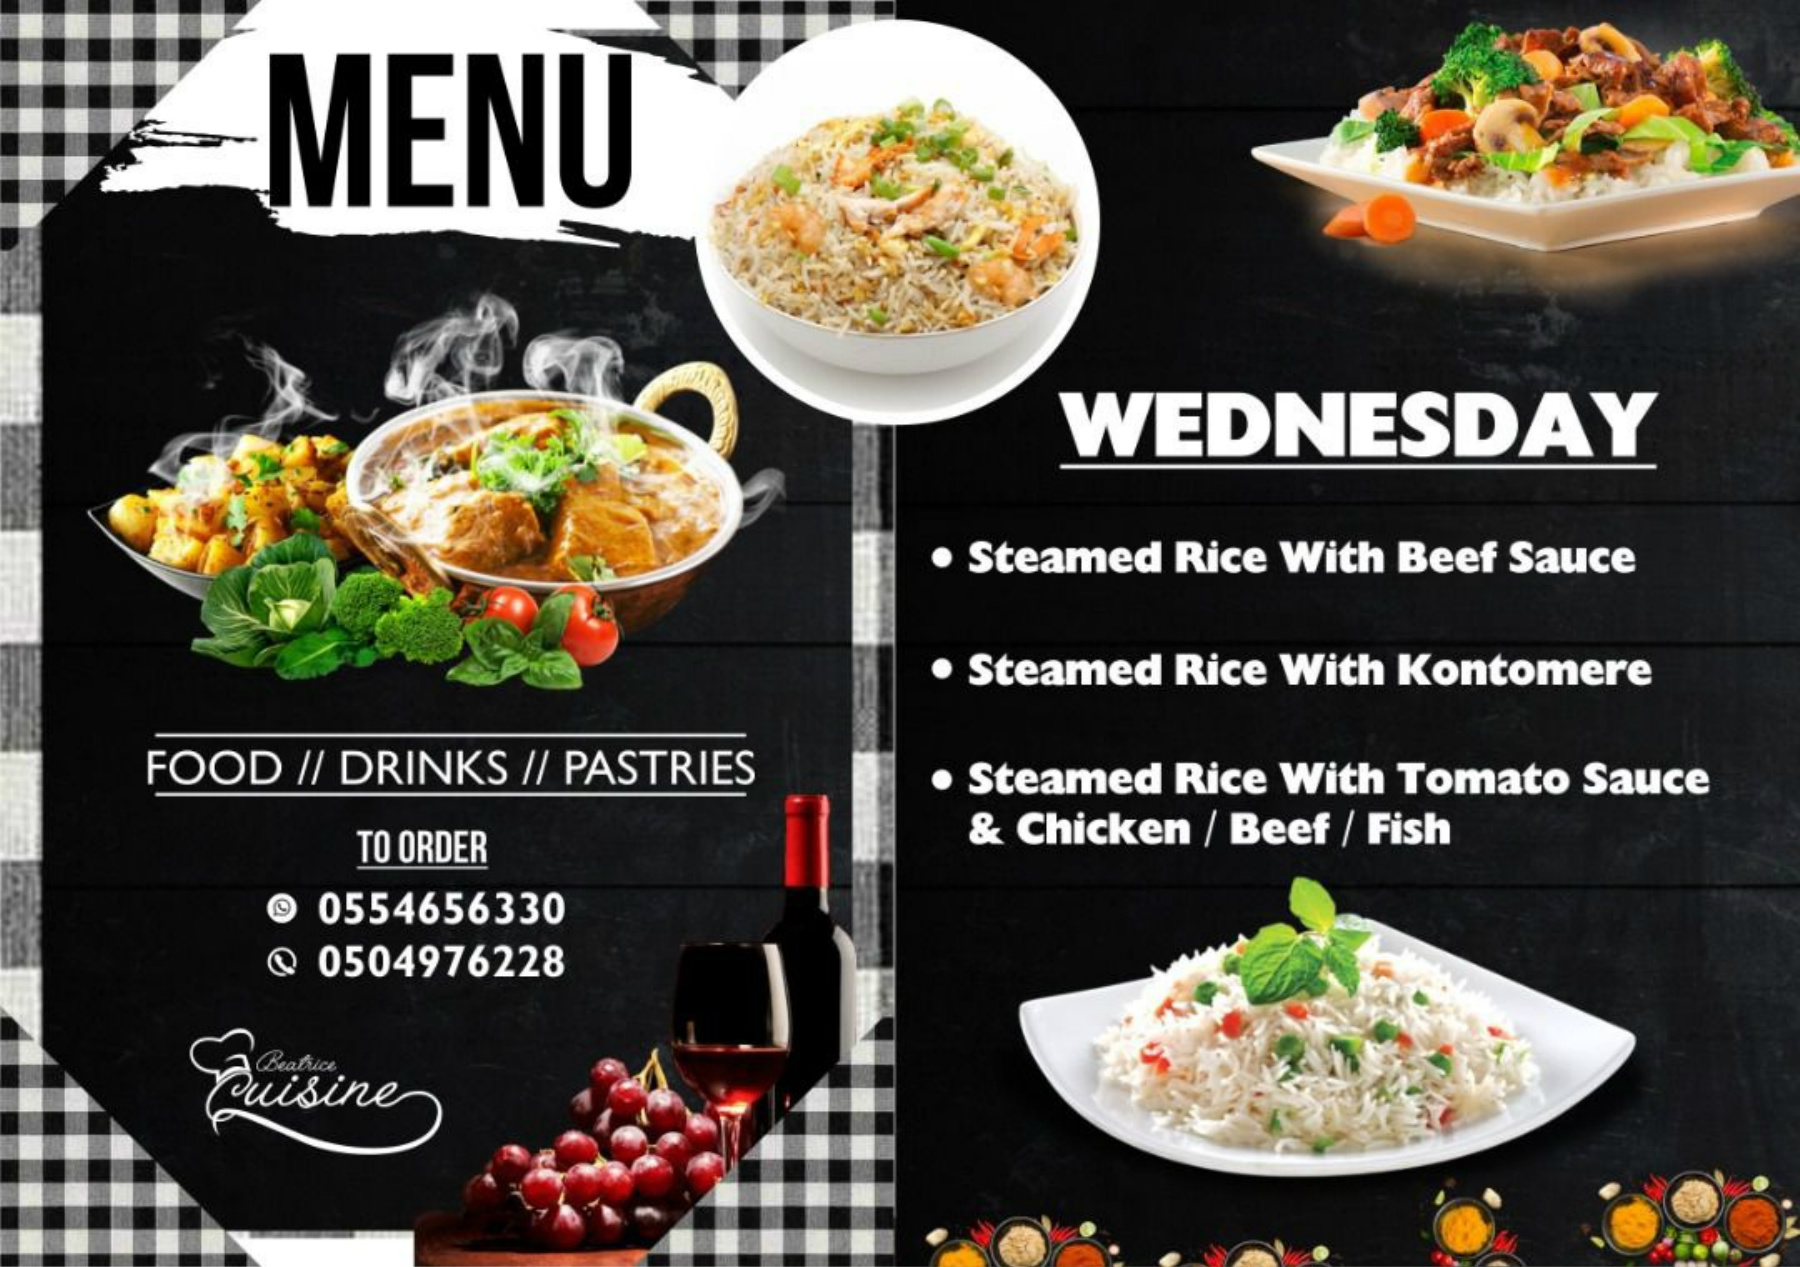 MENU
FOOD // DRINKS // PASTRIES
TO ORDER
0554656330
0504976228
Beatrice
Cuisine
WEDNESDAY
• Steamed Rice With Beef Sauce
• Steamed Rice With Kontomere
• Steamed Rice With Tomato Sauce
& Chicken / Beef / Fish